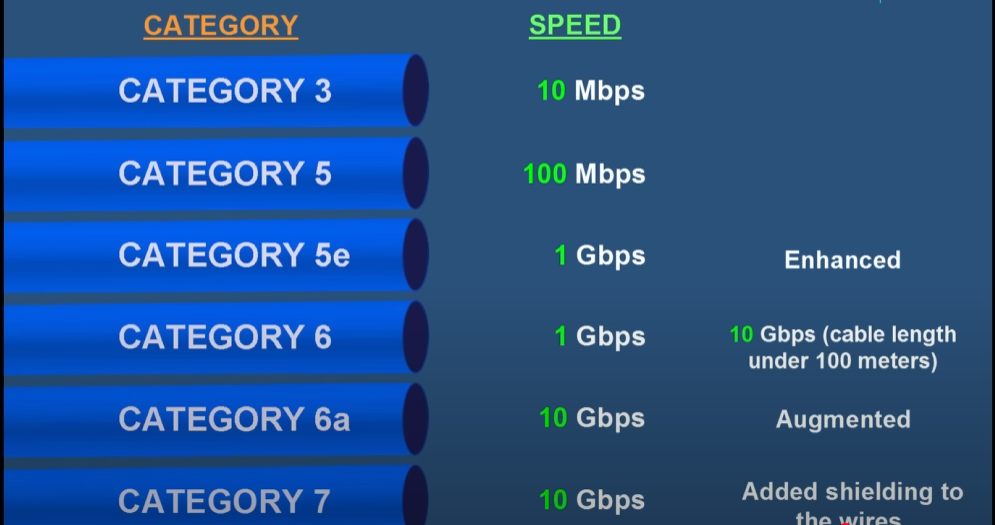 CATEGORY SPEED
CATEGORY 3 10 Mbps
CATEGORY 5 100 Mbps
CATEGORY 5e 1 Gbps Enhanced
CATEGORY 6 1 Gbps 10 Gbps (cable length
under 100 meters)
CATEGORY 6a 10 Gbps Augmented
CATEGORY 7 10 Gbps Added shielding to
the wires